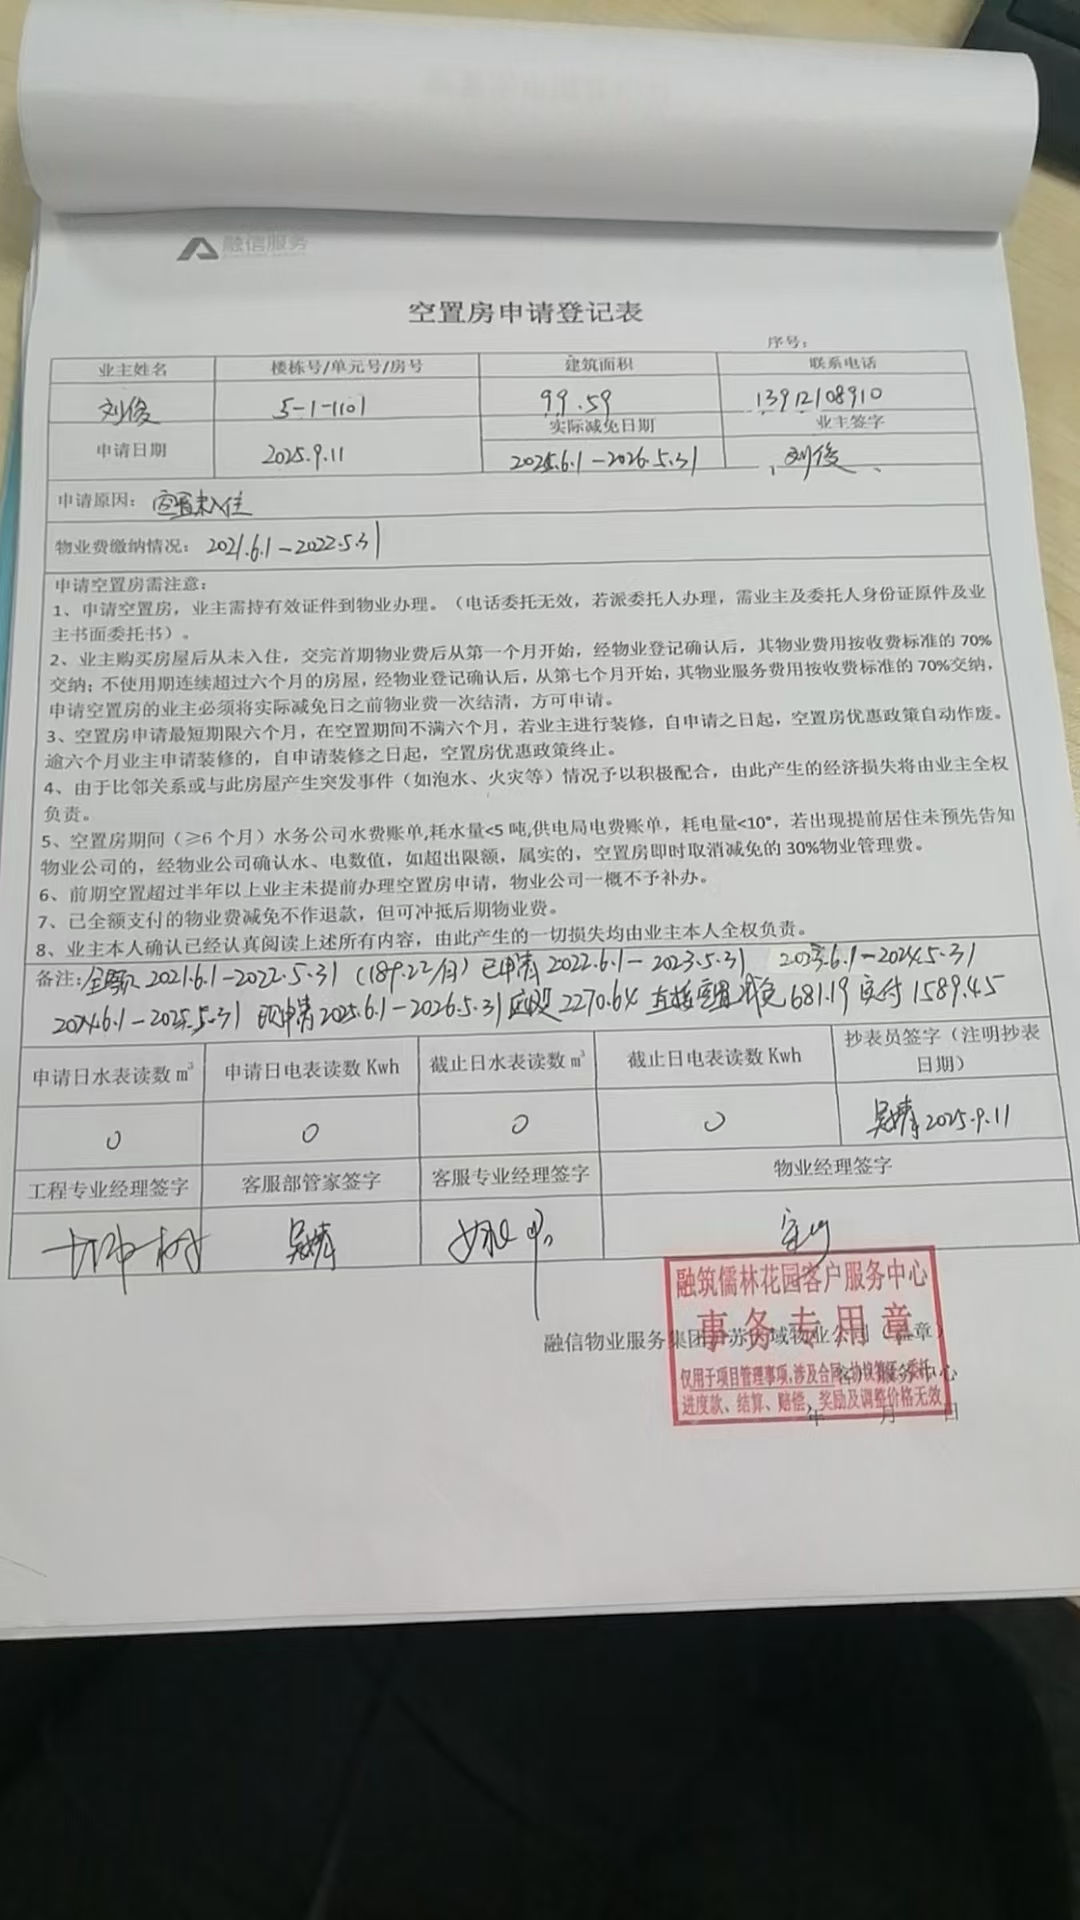 融信服务
空置房申请登记表
序号：
业主姓名 楼栋号/单元号/房号 建筑面积 联系电话
刘俊 5-1-1101 99.59 13912108910
申请日期 2025.9.11 实际减免日期 业主签字
2025.6.1-2026.5.31 刘俊
申请原因：空置未入住
物业费缴纳情况：2021.6.1-2022.5.31
申请空置房需注意：
1、申请空置房，业主需持有效证件到物业办理。（电话委托无效，若派委托人办理，需业主及委托人身份证原件及业
主书面委托书）。
2、业主购买房屋后从未入住，交完首期物业费后从第一个月开始，经物业登记确认后，其物业费用按收费标准的 70%
交纳；不使用期连续超过六个月的房屋，经物业登记确认后，从第七个月开始，其物业服务费用按收费标准的 70%交纳，
申请空置房的业主必须将实际减免日之前物业费一次结清，方可申请。
3、空置房申请最短期限六个月，在空置期间不满六个月，若业主进行装修，自申请之日起，空置房优惠政策自动作废。
逾六个月业主申请装修的，自申请装修之日起，空置房优惠政策终止。
4、由于比邻关系或与此房屋产生突发事件（如泡水、火灾等）情况予以积极配合，由此产生的经济损失将由业主全权
负责。
5、空置房期间（≥6 个月）水务公司水费账单,耗水量<5 吨,供电局电费账单，耗电量<10°，若出现提前居住未预先告知
物业公司的，经物业公司确认水、电数值，如超出限额，属实的，空置房即时取消减免的 30%物业管理费。
6、前期空置超过半年以上业主未提前办理空置房申请，物业公司一概不予补办。
7、已全额支付的物业费减免不作退款，但可冲抵后期物业费。
8、业主本人确认已经认真阅读上述所有内容，由此产生的一切损失均由业主本人全权负责。
备注：全额 2021.6.1-2022.5.31（189.22/月）已申请 2022.6.1-2023.5.31 2023.6.1-2024.5.31
2024.6.1-2025.5.31 现申请 2025.6.1-2026.5.31 应收 2270.64 直接空置减免 681.19 实付 1589.45
申请日水表读数 m³ 申请日电表读数 Kwh 截止日水表读数 m³ 截止日电表读数 Kwh 抄表员签字（注明抄表
日期）
0 0 0 0 吴婧 2025.9.11
工程专业经理签字 客服部管家签字 客服专业经理签字 物业经理签字
吴婧
融筑儒林花园客户服务中心
事务专用章
融信物业服务集团 苏 域物业公司（盖章）
仅用于项目管理事项,涉及合同、协议
客户服务中心
进度款、结算、赔偿、奖励及调整价格无效
年 月 日